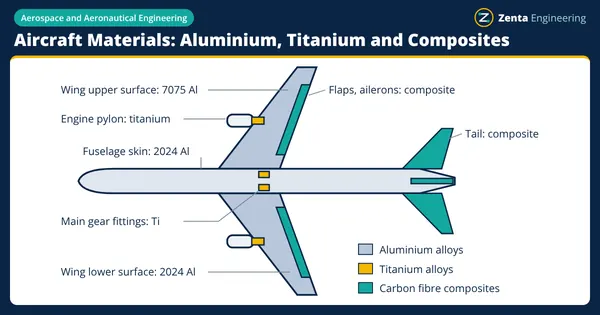 Aerospace and Aeronautical Engineering
Zenta Engineering
Aircraft Materials: Aluminium, Titanium and Composites
Wing upper surface: 7075 Al
Flaps, ailerons: composite
Engine pylon: titanium
Tail: composite
Fuselage skin: 2024 Al
Main gear fittings: Ti
Wing lower surface: 2024 Al
Aluminium alloys
Titanium alloys
Carbon fibre composites